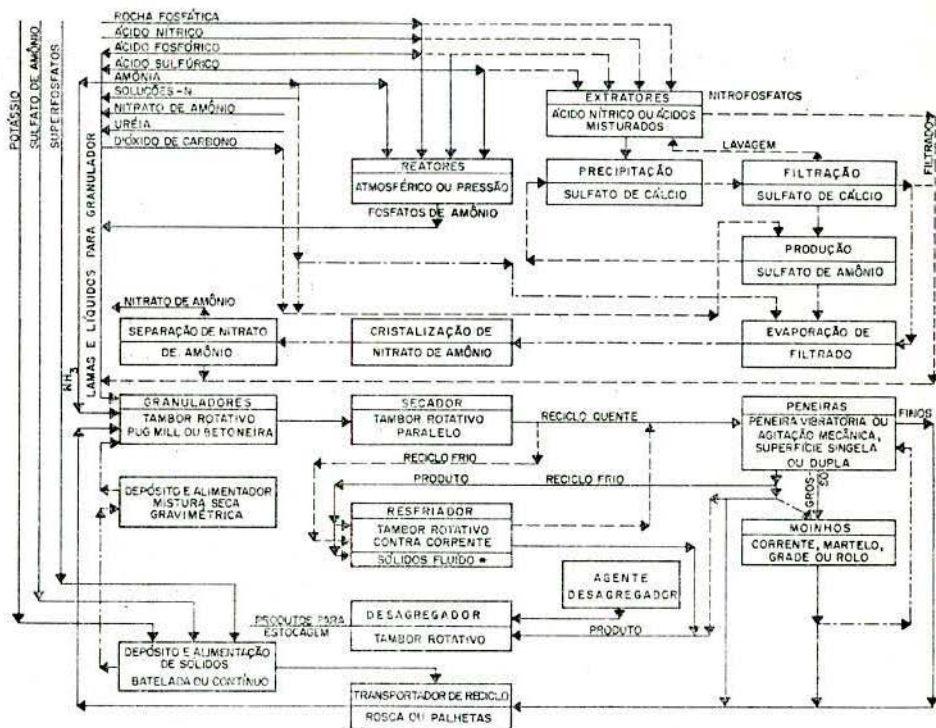 ROCHA FOSFÁTICA
ÁCIDO NÍTRICO
ÁCIDO FOSFÓRICO
ÁCIDO SULFÚRICO
AMÔNIA
SOLUÇÕES-N
NITRATO DE AMÔNIO
URÉIA
DIÓXIDO DE CARBONO
POTÁSSIO
SULFATO DE AMÔNIO
SUPERFOSFATOS
LAMAS E LÍQUIDOS PARA GRANULADOR
NH3
EXTRATORES
ÁCIDO NÍTRICO OU ÁCIDOS
MISTURADOS
NITROFOSFATOS
FILTRADOS
LAVAGEM
REATORES
ATMOSFÉRICO OU PRESSÃO
FOSFATOS DE AMÔNIO
PRECIPITAÇÃO
SULFATO DE CÁLCIO
FILTRAÇÃO
SULFATO DE CÁLCIO
PRODUÇÃO
SULFATO DE AMÔNIO
NITRATO DE AMÔNIO
SEPARAÇÃO DE NITRATO
DE AMÔNIO
CRISTALIZAÇÃO DE
NITRATO DE AMÔNIO
EVAPORAÇÃO DE
FILTRADO
GRANULADORES
TAMBOR ROTATIVO
PUG MILL OU BETONEIRA
SECADOR
TAMBOR ROTATIVO
PARALELO
RECICLO QUENTE
PENEIRAS
PENEIRA VIBRATÓRIA OU
AGITAÇÃO MECÂNICA,
SUPERFÍCIE SINGELA
OU DUPLA
FINOS
RECICLO FRIO
PRODUTO
RECICLO FRIO
GROS-
SO
DEPÓSITO E ALIMENTADOR
MISTURA SECA
GRAVIMÉTRICA
RESFRIADOR
TAMBOR ROTATIVO
CONTRA CORPENTE
SÓLIDOS FLUÍDO *
MOINHOS
CORRENTE, MARTELO,
GRADE OU ROLO
AGENTE
DESAGREGADOR
PRODUTOS PARA
ESTOCAGEM
DESAGREGADOR
TAMBOR ROTATIVO
PRODUTO
DEPÓSITO E ALIMENTAÇÃO
DE SÓLIDOS
BATELADA OU CONTÍNUO
TRANSPORTADOR DE RECICLO
ROSCA OU PALHETAS